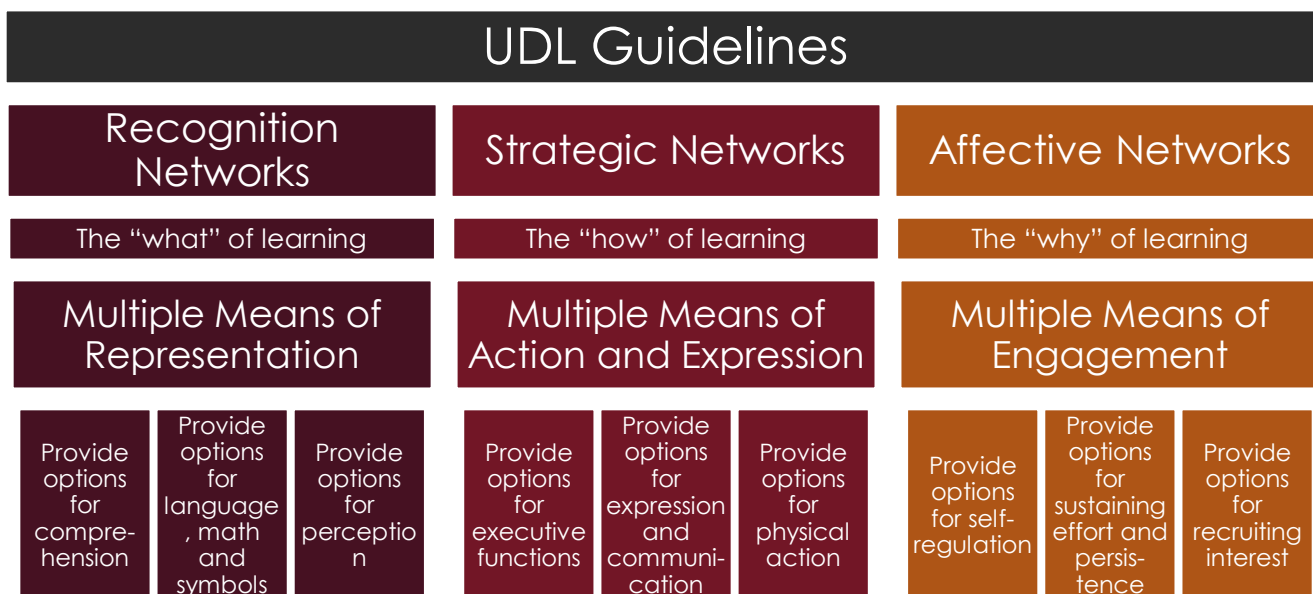 UDL Guidelines
Recognition
Networks
Strategic Networks
Affective Networks
The “what” of learning
The “how” of learning
The “why” of learning
Multiple Means of
Representation
Multiple Means of
Action and Expression
Multiple Means of
Engagement
Provide
options
for
compre-
hension
Provide
options
for
language
, math
and
symbols
Provide
options
for
perceptio
n
Provide
options
for
executive
functions
Provide
options
for
expression
and
communi-
cation
Provide
options
for
physical
action
Provide
options
for self-
regulation
Provide
options
for
sustaining
effort and
persis-
tence
Provide
options
for
recruiting
interest